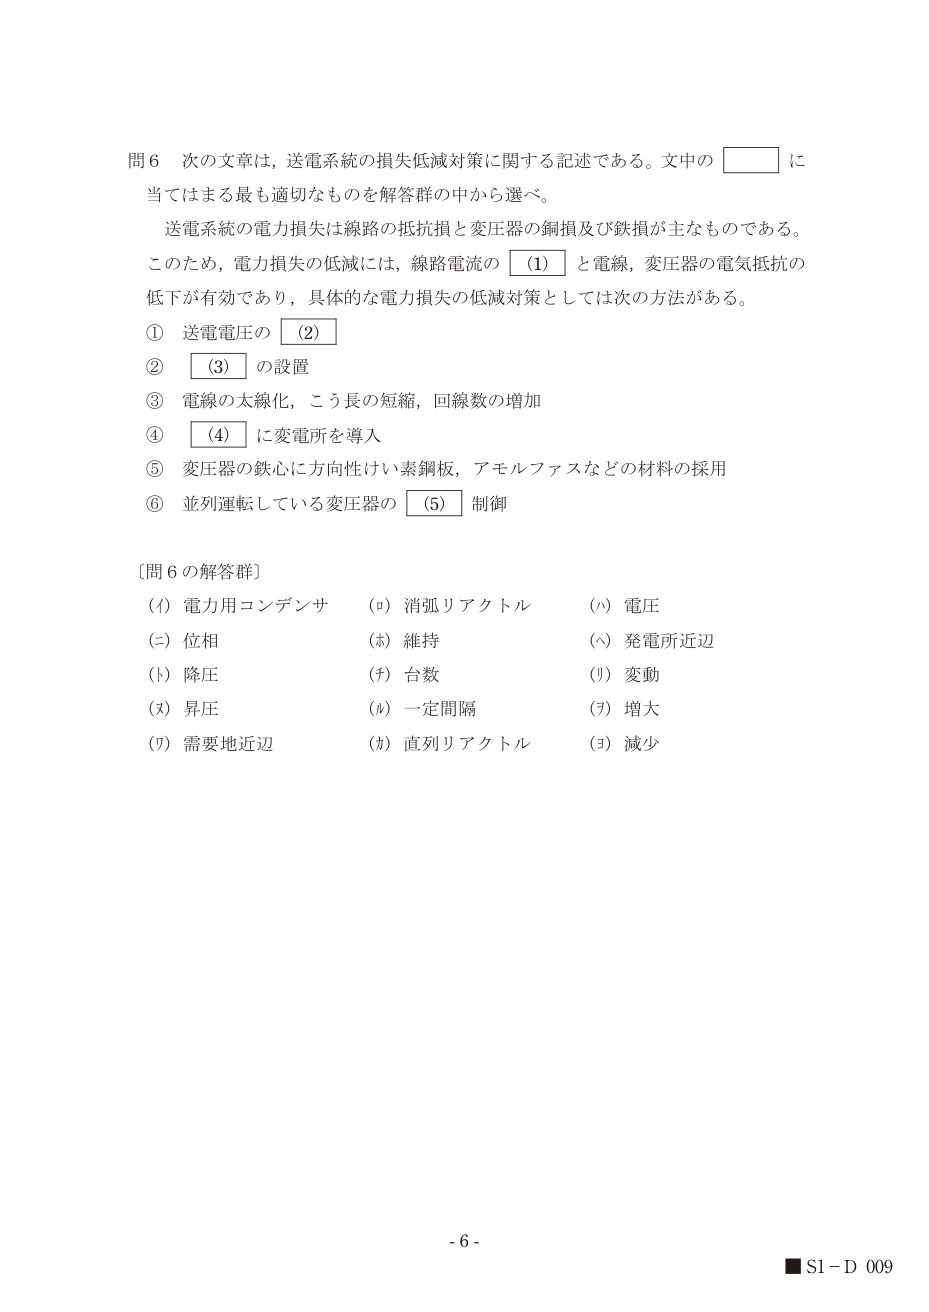 問6 次の文章は，送電系統の損失低減対策に関する記述である。文中の に
当てはまる最も適切なものを解答群の中から選べ。
送電系統の電力損失は線路の抵抗損と変圧器の銅損及び鉄損が主なものである。
このため，電力損失の低減には，線路電流の (1) と電線，変圧器の電気抵抗の
低下が有効であり，具体的な電力損失の低減対策としては次の方法がある。
① 送電電圧の (2)
② (3) の設置
③ 電線の太線化，こう長の短縮，回線数の増加
④ (4) に変電所を導入
⑤ 変圧器の鉄心に方向性けい素鋼板，アモルファスなどの材料の採用
⑥ 並列運転している変圧器の (5) 制御
〔問6の解答群〕
(ｲ) 電力用コンデンサ (ﾛ) 消弧リアクトル (ﾊ) 電圧
(ﾆ) 位相 (ﾎ) 維持 (ﾍ) 発電所近辺
(ﾄ) 降圧 (ﾁ) 台数 (ﾘ) 変動
(ﾇ) 昇圧 (ﾙ) 一定間隔 (ｦ) 増大
(ﾜ) 需要地近辺 (ｶ) 直列リアクトル (ﾖ) 減少
- 6 -
■ S1－D 009